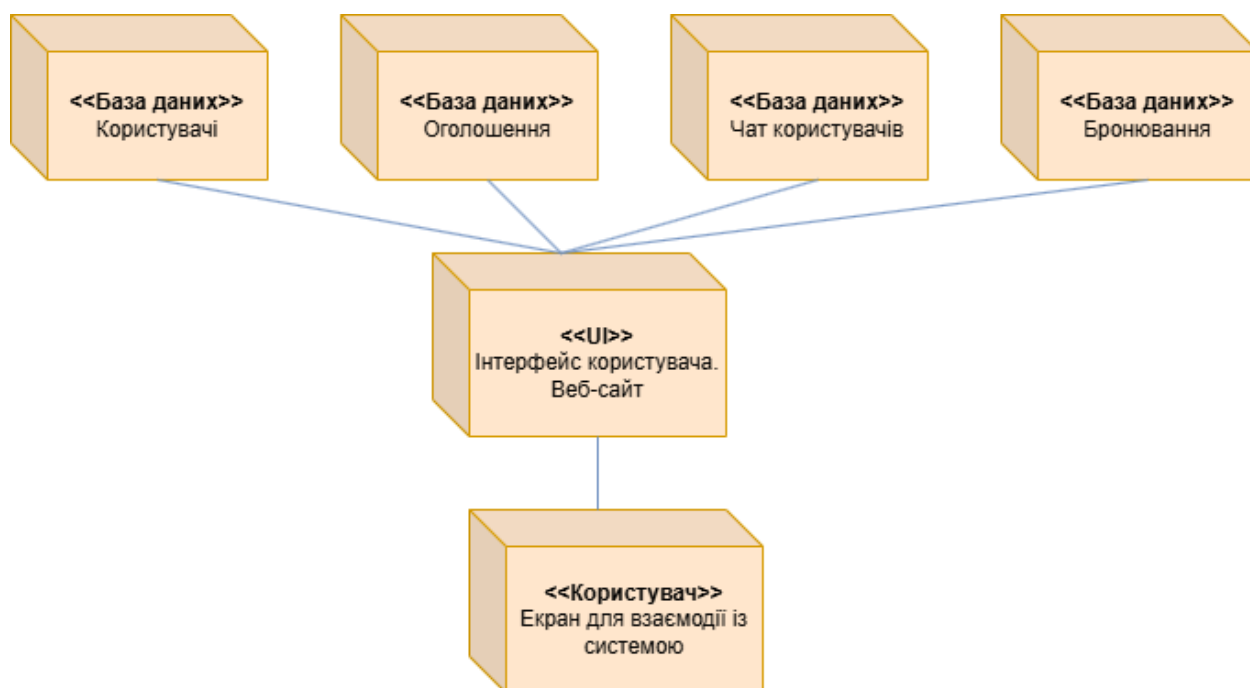 <<База даних>>
Користувачі
<<База даних>>
Оголошення
<<База даних>>
Чат користувачів
<<База даних>>
Бронювання
<<UI>>
Інтерфейс користувача.
Веб-сайт
<<Користувач>>
Екран для взаємодії із
системою